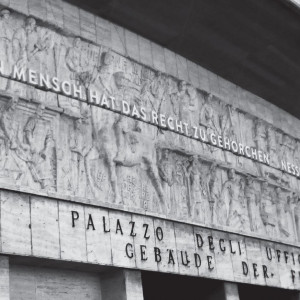 MENSCH HAT DAS RECHT ZU GEHORCHEN
PALAZZO DEGLI
GEBÄUDE DER